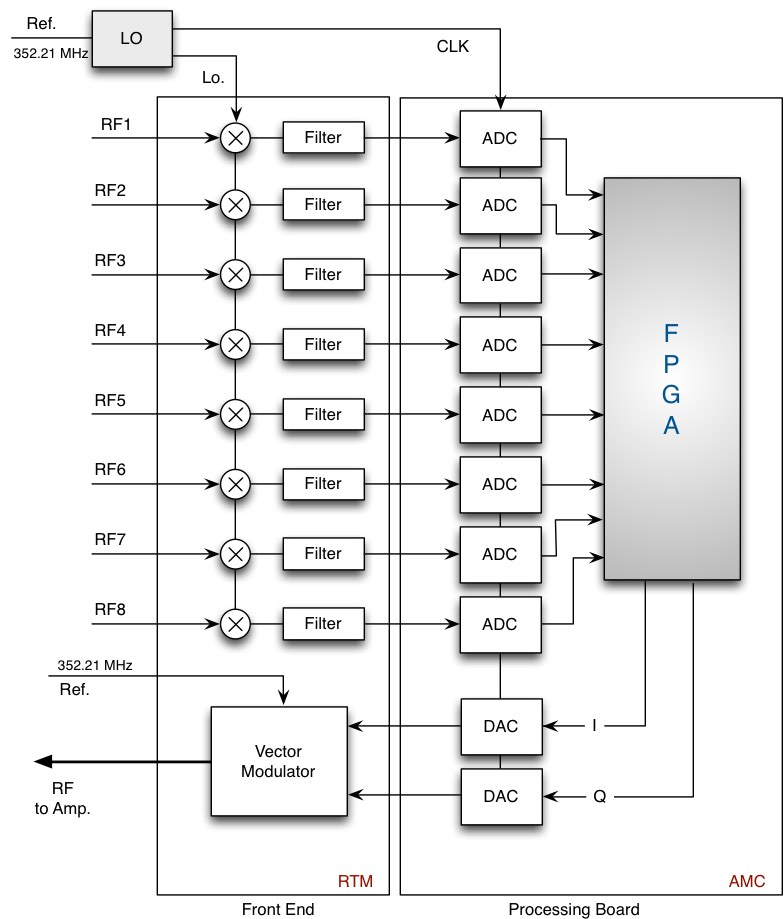 Ref.
352.21 MHz
LO
CLK
Lo.
RF1
Filter
ADC
RF2
Filter
ADC
RF3
Filter
ADC
RF4
Filter
ADC
RF5
Filter
ADC
RF6
Filter
ADC
RF7
Filter
ADC
RF8
Filter
ADC
F
P
G
A
352.21 MHz
Ref.
Vector
Modulator
DAC
I
DAC
Q
RF
to Amp.
RTM
AMC
Front End
Processing Board